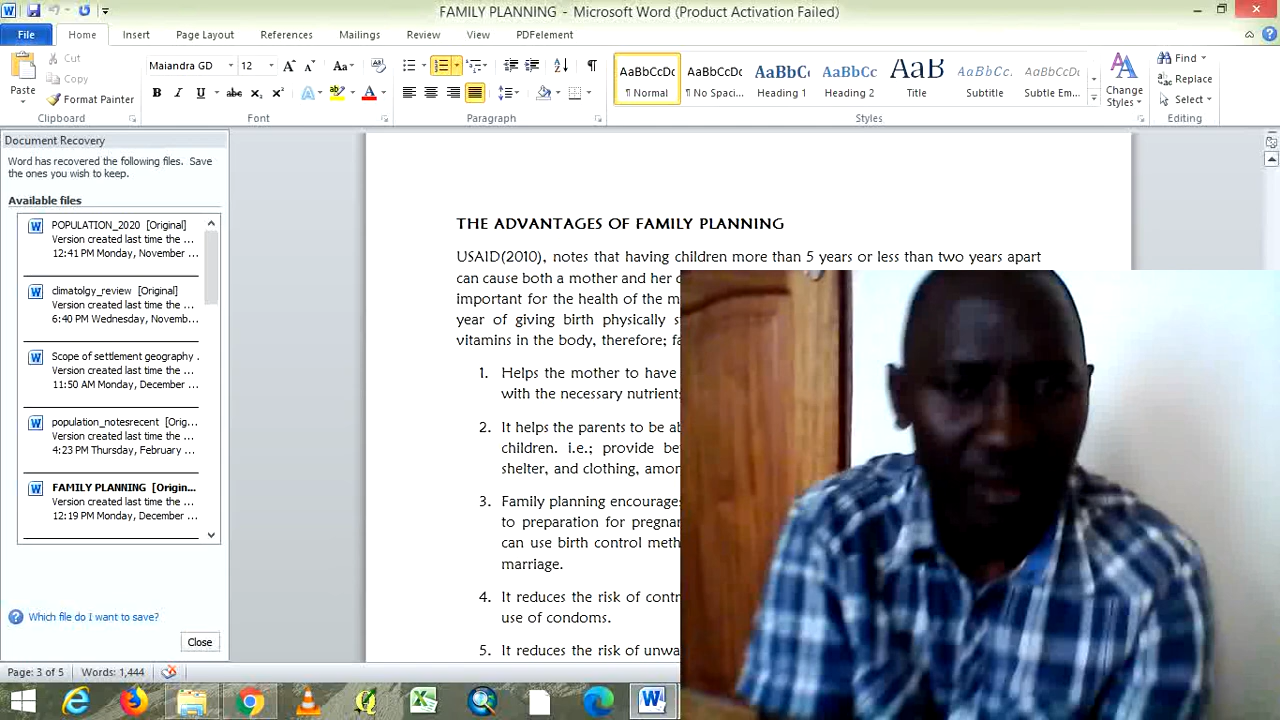 FAMILY PLANNING - Microsoft Word (Product Activation Failed)
File Home Insert Page Layout References Mailings Review View PDFelement
Cut
Copy
Paste
Format Painter
Clipboard
Maiandra GD 12
Font
Paragraph
AaBbCcDc AaBbCcDc AaBbC AaBbCc AaB AaBbCcL AaBbCcDc
¶ Normal ¶ No Spaci... Heading 1 Heading 2 Title Subtitle Subtle Em...
Change
Styles
Styles
Find
Replace
Select
Editing
Document Recovery
Word has recovered the following files. Save
the ones you wish to keep.
Available files
POPULATION_2020 [Original]
Version created last time the ...
12:41 PM Monday, November ...
climatolgy_review [Original]
Version created last time the ...
6:40 PM Wednesday, Novemb...
Scope of settlement geography .
Version created last time the ...
11:50 AM Monday, December ...
population_notesrecent [Orig...
Version created last time the ...
4:23 PM Thursday, February ...
FAMILY PLANNING [Origin...
Version created last time the ...
12:19 PM Monday, December ...
Which file do I want to save?
Close
THE ADVANTAGES OF FAMILY PLANNING
USAID(2010), notes that having children more than 5 years or less than two years apart
can cause both a mother and her
important for the health of the
year of giving birth physically
vitamins in the body, therefore;
1. Helps the mother to have
with the necessary
2. It helps the parents to be
children. i.e.; provide
shelter, and clothing,
3. Family planning
to preparation for
can use birth control
marriage.
4. It reduces the risk of
use of condoms.
5. It reduces the risk of
Page: 3 of 5 Words: 1,444